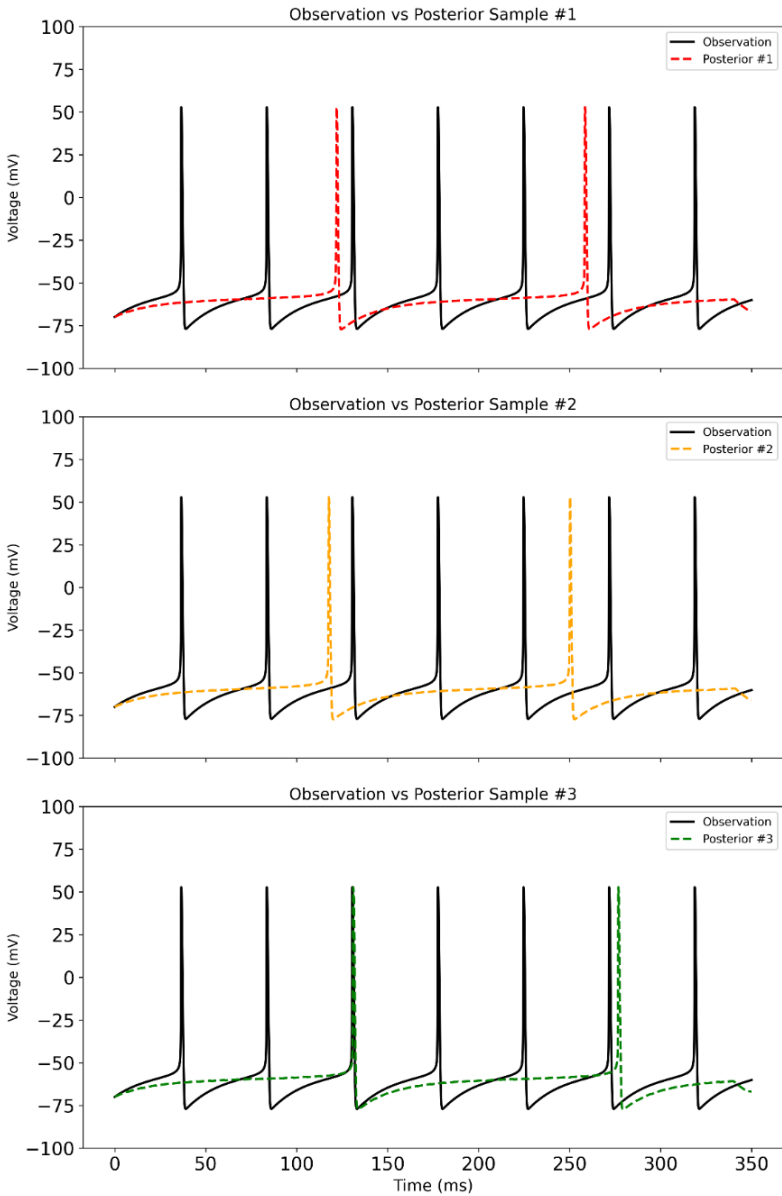 Observation vs Posterior Sample #1
100
75
50
25
0
−25
−50
−75
−100
Voltage (mV)
Observation
Posterior #1
Observation vs Posterior Sample #2
100
75
50
25
0
−25
−50
−75
−100
Voltage (mV)
Observation
Posterior #2
Observation vs Posterior Sample #3
100
75
50
25
0
−25
−50
−75
−100
Voltage (mV)
Observation
Posterior #3
0 50 100 150 200 250 300 350
Time (ms)